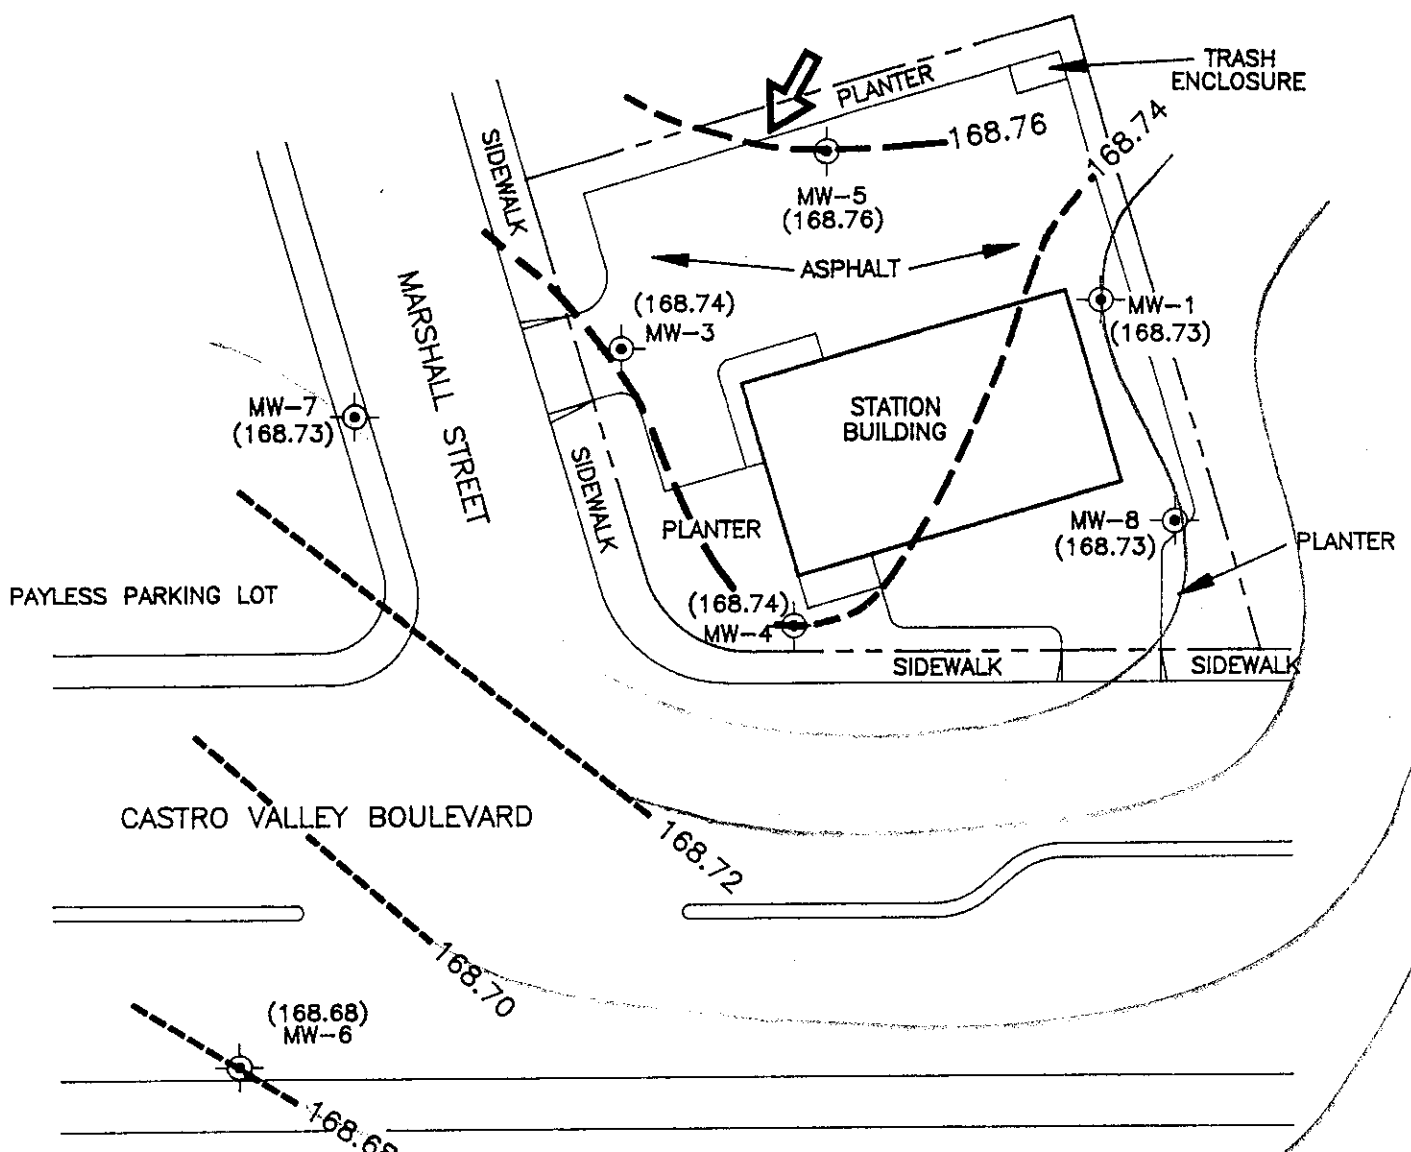 TRASH
ENCLOSURE
PLANTER
168.76
168.74
SIDEWALK
MW-5
(168.76)
ASPHALT
MARSHALL STREET
(168.74)
MW-3
MW-1
(168.73)
MW-7
(168.73)
STATION
BUILDING
SIDEWALK
PLANTER
MW-8
(168.73)
PLANTER
PAYLESS PARKING LOT
(168.74)
MW-4
SIDEWALK
SIDEWALK
CASTRO VALLEY BOULEVARD
168.72
168.70
(168.68)
MW-6
168.68